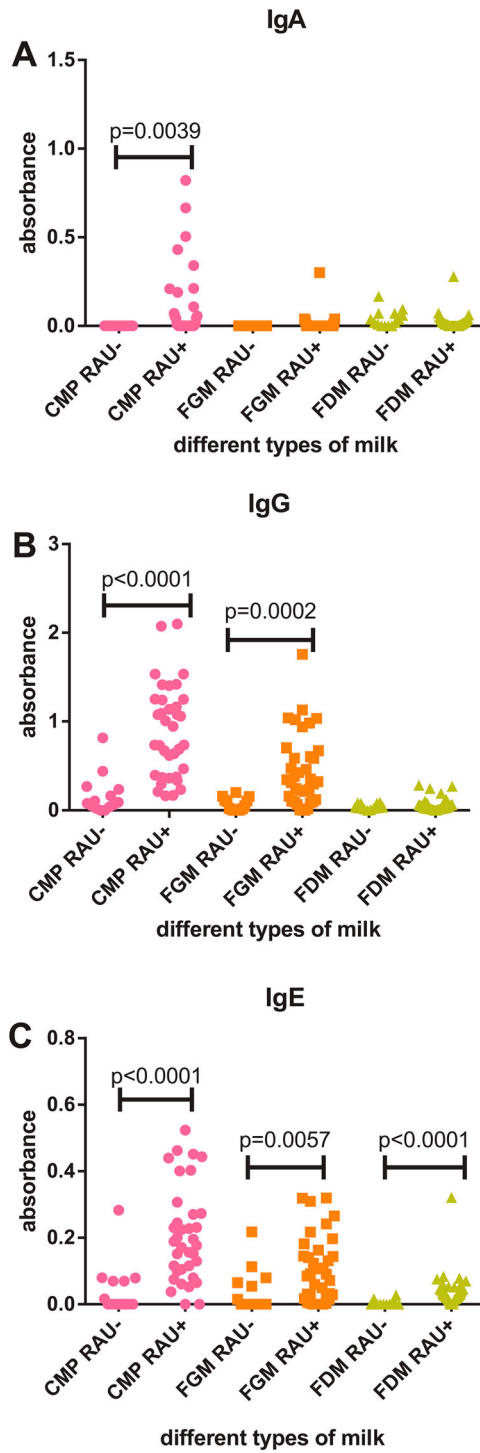 IgA
A
1.5
1.0
0.5
0.0
absorbance
p=0.0039
CMP RAU-
CMP RAU+
FGM RAU-
FGM RAU+
FDM RAU-
FDM RAU+
different types of milk
IgG
B
3
2
1
0
absorbance
p<0.0001
p=0.0002
CMP RAU-
CMP RAU+
FGM RAU-
FGM RAU+
FDM RAU-
FDM RAU+
different types of milk
IgE
C
0.8
0.6
0.4
0.2
0.0
absorbance
p<0.0001
p=0.0057
p<0.0001
CMP RAU-
CMP RAU+
FGM RAU-
FGM RAU+
FDM RAU-
FDM RAU+
different types of milk